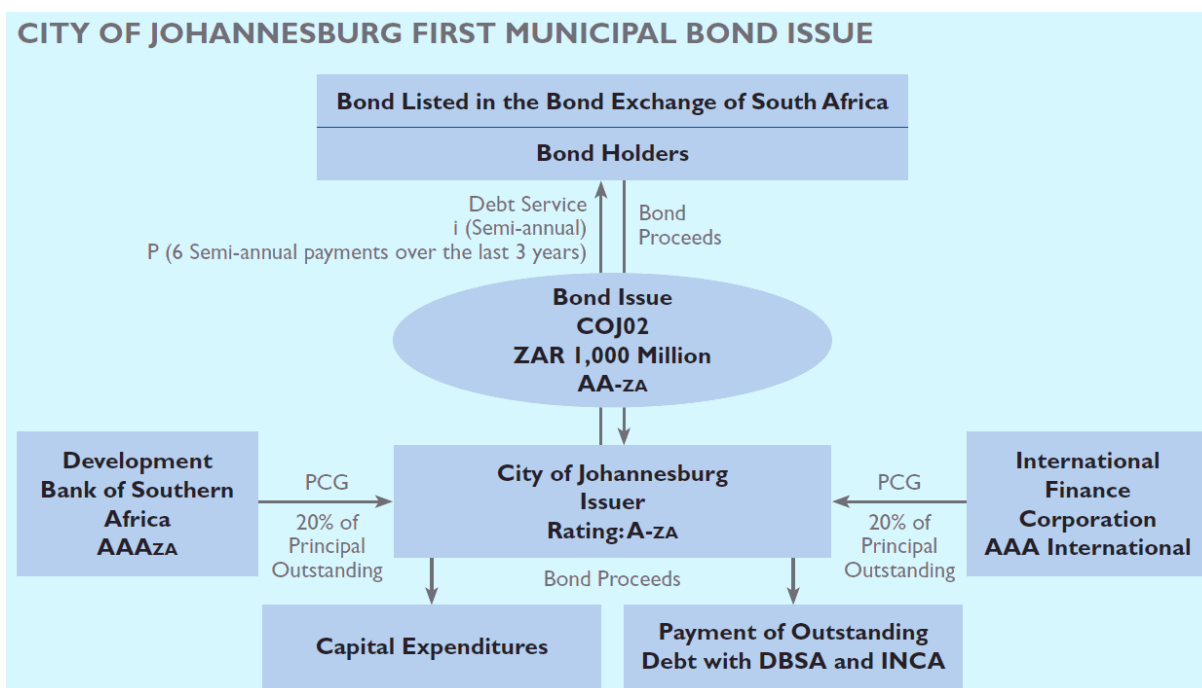 CITY OF JOHANNESBURG FIRST MUNICIPAL BOND ISSUE
Bond Listed in the Bond Exchange of South Africa
Bond Holders
Debt Service
i (Semi-annual)
P (6 Semi-annual payments over the last 3 years)
Bond
Proceeds
Bond Issue
COJ02
ZAR 1,000 Million
AA-ZA
Development
Bank of Southern
Africa
AAAZA
PCG
20% of
Principal
Outstanding
City of Johannesburg
Issuer
Rating: A-ZA
PCG
20% of
Principal
Outstanding
International
Finance
Corporation
AAA International
Bond Proceeds
Capital Expenditures
Payment of Outstanding
Debt with DBSA and INCA